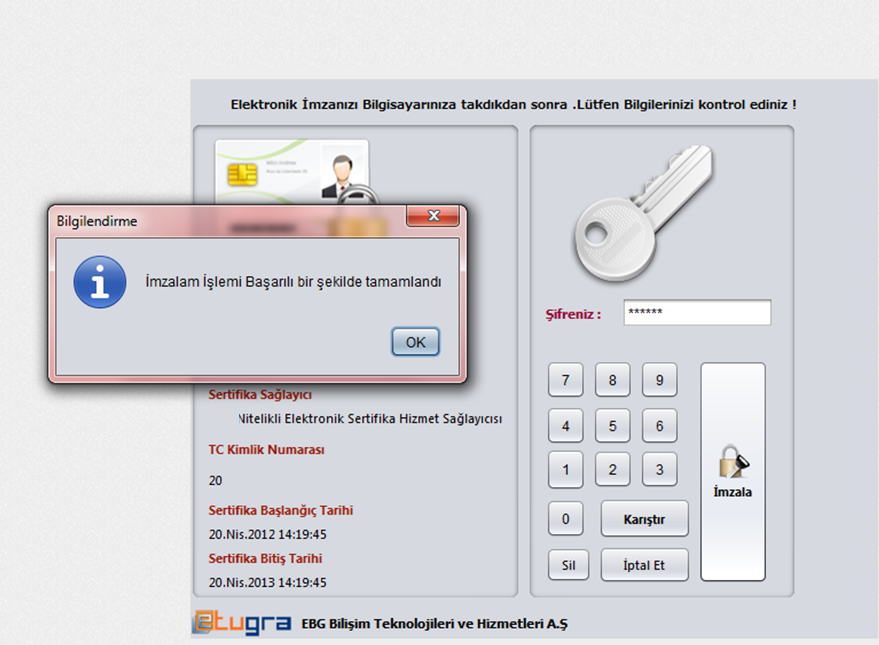 Elektronik İmzanızı Bilgisayarınıza takdıkdan sonra .Lütfen Bilgilerinizi kontrol ediniz !
Bilgilendirme
İmzalam İşlemi Başarılı bir şekilde tamamlandı
OK
Sertifika Sağlayıcı
Nitelikli Elektronik Sertifika Hizmet Sağlayıcısı
TC Kimlik Numarası
20
Sertifika Başlangıç Tarihi
20.Nis.2012 14:19:45
Sertifika Bitiş Tarihi
20.Nis.2013 14:19:45
Şifreniz :
******
7 8 9
4 5 6
1 2 3
0 Karıştır
Sil İptal Et
İmzala
etugra EBG Bilişim Teknolojileri ve Hizmetleri A.Ş